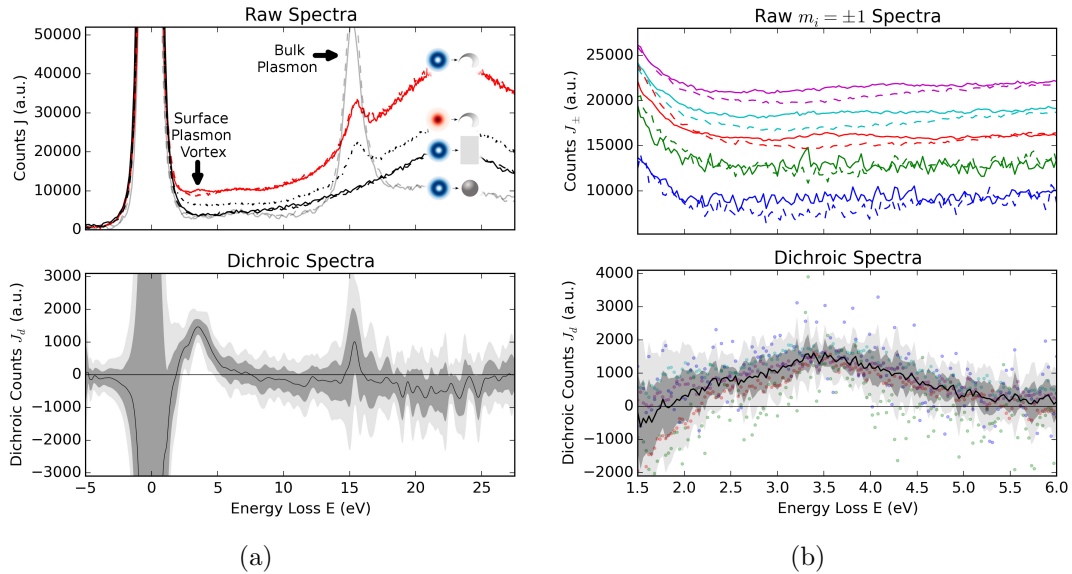 Raw Spectra
50000
40000
30000
20000
10000
0
Counts J (a.u.)
Bulk
Plasmon
Surface
Plasmon
Vortex
Dichroic Spectra
3000
2000
1000
0
−1000
−2000
−3000
Dichroic Counts J_d (a.u.)
−5 0 5 10 15 20 25
Energy Loss E (eV)
(a)
Raw m_i = ±1 Spectra
25000
20000
15000
10000
Counts J_± (a.u.)
Dichroic Spectra
4000
3000
2000
1000
0
−1000
−2000
Dichroic Counts J_d (a.u.)
1.5 2.0 2.5 3.0 3.5 4.0 4.5 5.0 5.5 6.0
Energy Loss E (eV)
(b)